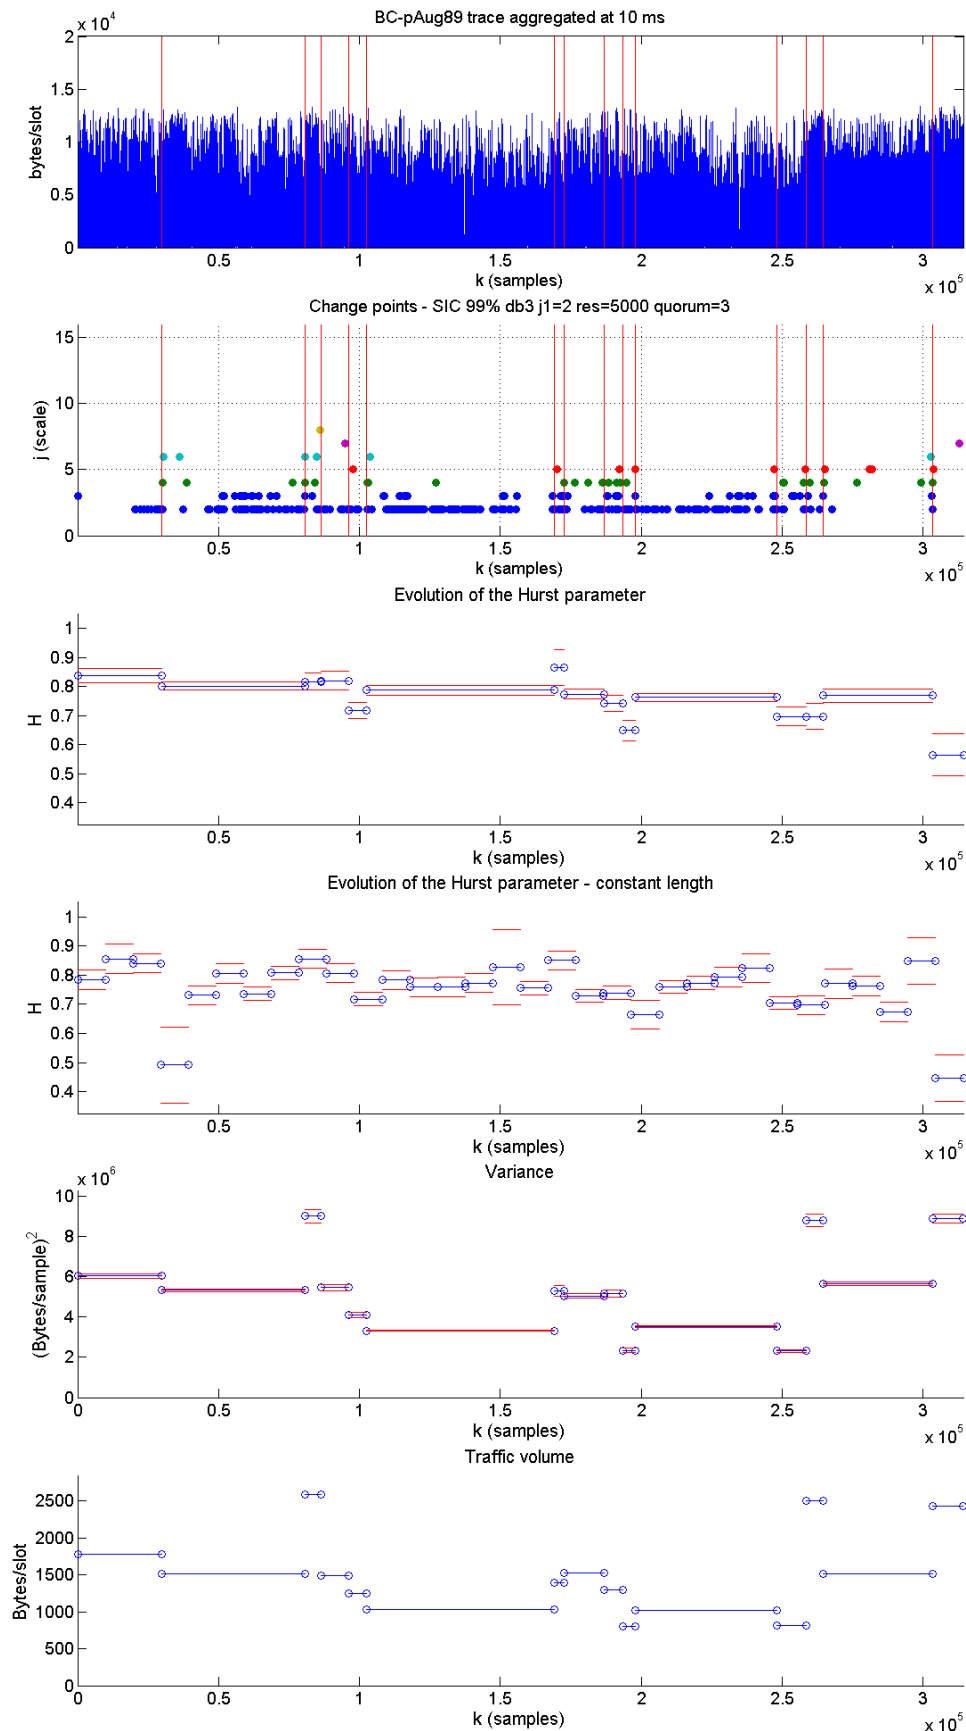 BC-pAug89 trace aggregated at 10 ms
x 10^4
2
1.5
1
0.5
0
bytes/slot
0.5 1 1.5 2 2.5 3
k (samples)
x 10^5
Change points - SIC 99% db3 j1=2 res=5000 quorum=3
15
10
5
0
j (scale)
0.5 1 1.5 2 2.5 3
k (samples)
x 10^5
Evolution of the Hurst parameter
1
0.9
0.8
0.7
0.6
0.5
0.4
H
0.5 1 1.5 2 2.5 3
k (samples)
x 10^5
Evolution of the Hurst parameter - constant length
1
0.9
0.8
0.7
0.6
0.5
0.4
H
0.5 1 1.5 2 2.5 3
k (samples)
x 10^5
Variance
x 10^6
10
8
6
4
2
0
(Bytes/sample)^2
0 0.5 1 1.5 2 2.5 3
k (samples)
x 10^5
Traffic volume
2500
2000
1500
1000
500
0
Bytes/slot
0 0.5 1 1.5 2 2.5 3
k (samples)
x 10^5